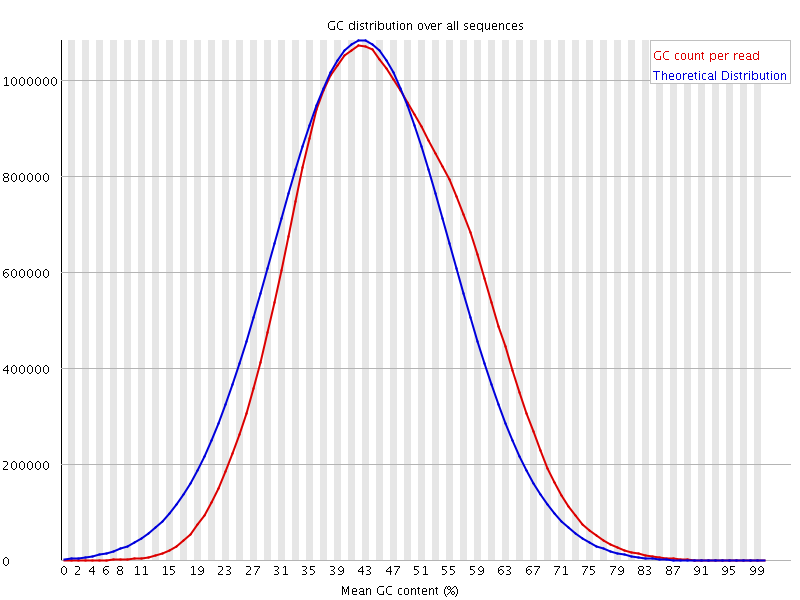 GC distribution over all sequences
GC count per read
Theoretical Distribution
1000000
800000
600000
400000
200000
0
0 2 4 6 8 11 15 19 23 27 31 35 39 43 47 51 55 59 63 67 71 75 79 83 87 91 95 99
Mean GC content (%)